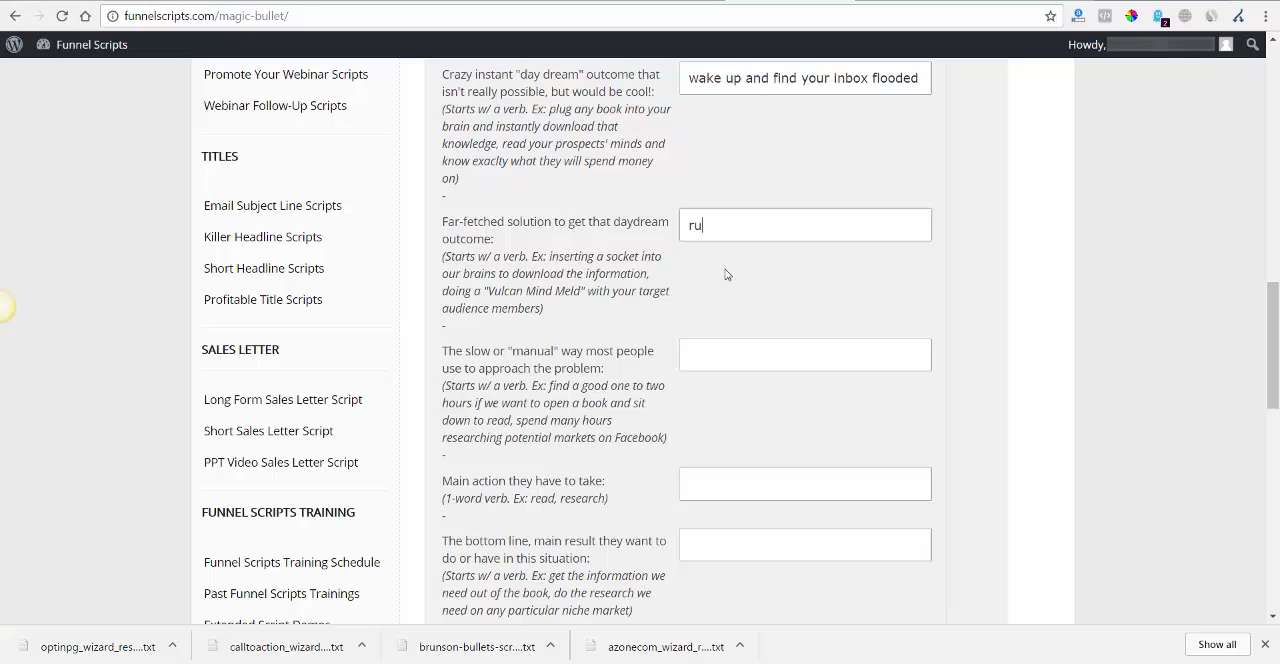 funnelscripts.com/magic-bullet/
2
Funnel Scripts
Howdy,
Promote Your Webinar Scripts
Webinar Follow-Up Scripts
TITLES
Email Subject Line Scripts
Killer Headline Scripts
Short Headline Scripts
Profitable Title Scripts
SALES LETTER
Long Form Sales Letter Script
Short Sales Letter Script
PPT Video Sales Letter Script
FUNNEL SCRIPTS TRAINING
Funnel Scripts Training Schedule
Past Funnel Scripts Trainings
Extended Script Demos
Crazy instant "day dream" outcome that
isn't really possible, but would be cool!:
(Starts w/ a verb. Ex: plug any book into your
brain and instantly download that
knowledge, read your prospects' minds and
know exaclty what they will spend money
on)
-
wake up and find your inbox flooded
Far-fetched solution to get that daydream
outcome:
(Starts w/ a verb. Ex: inserting a socket into
our brains to download the information,
doing a "Vulcan Mind Meld" with your target
audience members)
-
ru
The slow or "manual" way most people
use to approach the problem:
(Starts w/ a verb. Ex: find a good one to two
hours if we want to open a book and sit
down to read, spend many hours
researching potential markets on Facebook)
-
Main action they have to take:
(1-word verb. Ex: read, research)
-
The bottom line, main result they want to
do or have in this situation:
(Starts w/ a verb. Ex: get the information we
need out of the book, do the research we
need on any particular niche market)
optinpg_wizard_res....txt
calltoaction_wizard....txt
brunson-bullets-scr....txt
azonecom_wizard_r....txt
Show all